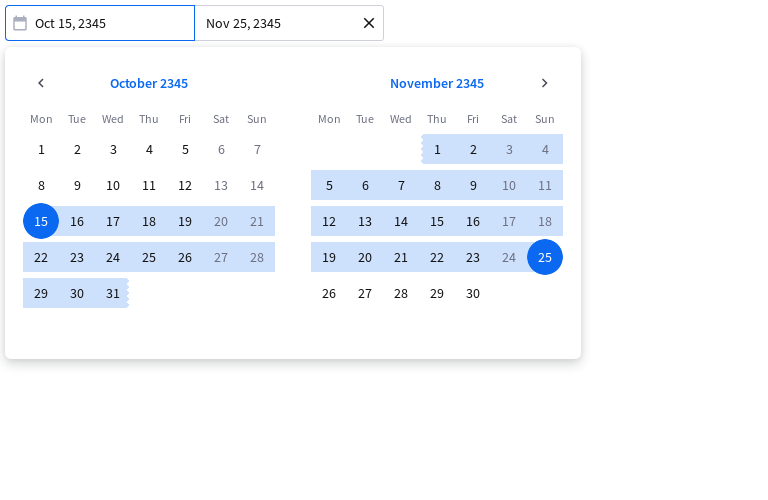 Oct 15, 2345 Nov 25, 2345
October 2345 November 2345
Mon Tue Wed Thu Fri Sat Sun Mon Tue Wed Thu Fri Sat Sun
1 2 3 4 5 6 7 1 2 3 4
8 9 10 11 12 13 14 5 6 7 8 9 10 11
15 16 17 18 19 20 21 12 13 14 15 16 17 18
22 23 24 25 26 27 28 19 20 21 22 23 24 25
29 30 31 26 27 28 29 30